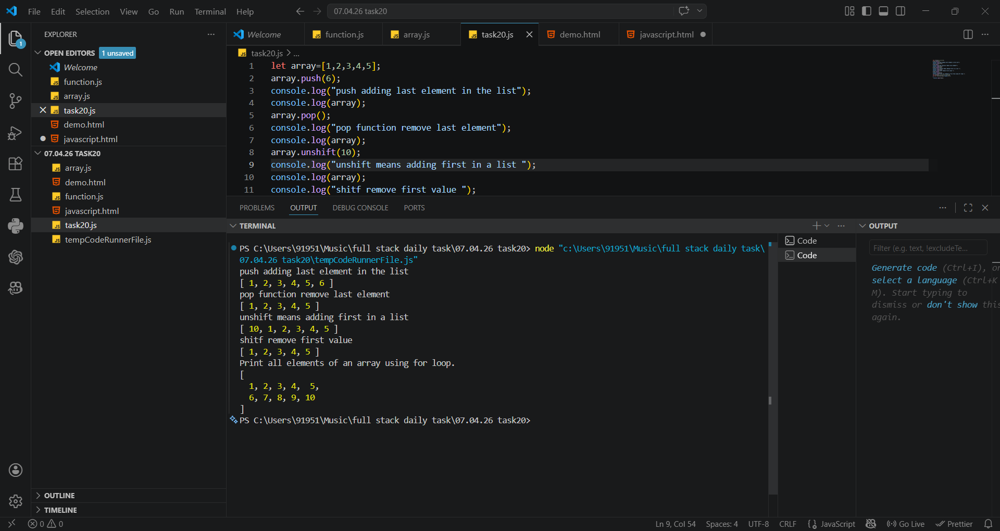 File Edit Selection View Go Run Terminal Help
07.04.26 task20
EXPLORER
OPEN EDITORS 1 unsaved
Welcome
function.js
array.js
task20.js
demo.html
javascript.html
07.04.26 TASK20
array.js
demo.html
function.js
javascript.html
task20.js
tempCodeRunnerFile.js
OUTLINE
TIMELINE
1
Welcome function.js array.js task20.js demo.html javascript.html
task20.js > ...
1 let array=[1,2,3,4,5];
2 array.push(6);
3 console.log("push adding last element in the list");
4 console.log(array);
5 array.pop();
6 console.log("pop function remove last element");
7 console.log(array);
8 array.unshift(10);
9 console.log("unshift means adding first in a list ");
10 console.log(array);
11 console.log("shitf remove first value ");
PROBLEMS OUTPUT DEBUG CONSOLE PORTS
TERMINAL
PS C:\Users\91951\Music\full stack daily task\07.04.26 task20> node "c:\Users\91951\Music\full stack daily task\
07.04.26 task20\tempCodeRunnerFile.js"
push adding last element in the list
[ 1, 2, 3, 4, 5, 6 ]
pop function remove last element
[ 1, 2, 3, 4, 5 ]
unshift means adding first in a list
[ 10, 1, 2, 3, 4, 5 ]
shitf remove first value
[ 1, 2, 3, 4, 5 ]
Print all elements of an array using for loop.
[
1, 2, 3, 4, 5,
6, 7, 8, 9, 10
]
PS C:\Users\91951\Music\full stack daily task\07.04.26 task20>
Code
Code
OUTPUT
Filter (e.g. text, !excludeTe...
Generate code (Ctrl+I), or
select a language (Ctrl+K
M). Start typing to
dismiss or don't show this
again.
0 0
Ln 9, Col 54 Spaces: 4 UTF-8 CRLF {} JavaScript Go Live Prettier